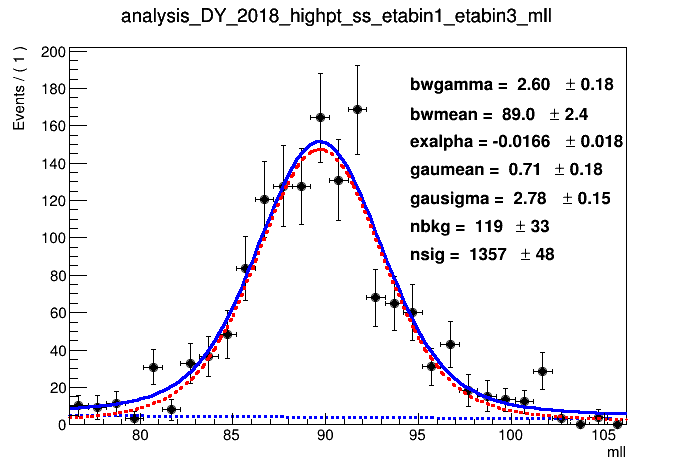 analysis_DY_2018_highpt_ss_etabin1_etabin3_mll
Events / ( 1 )
200
180
160
140
120
100
80
60
40
20
0
bwgamma = 2.60 ± 0.18
bwmean = 89.0 ± 2.4
exalpha = -0.0166 ± 0.018
gaumean = 0.71 ± 0.18
gausigma = 2.78 ± 0.15
nbkg = 119 ± 33
nsig = 1357 ± 48
80 85 90 95 100 105
mll